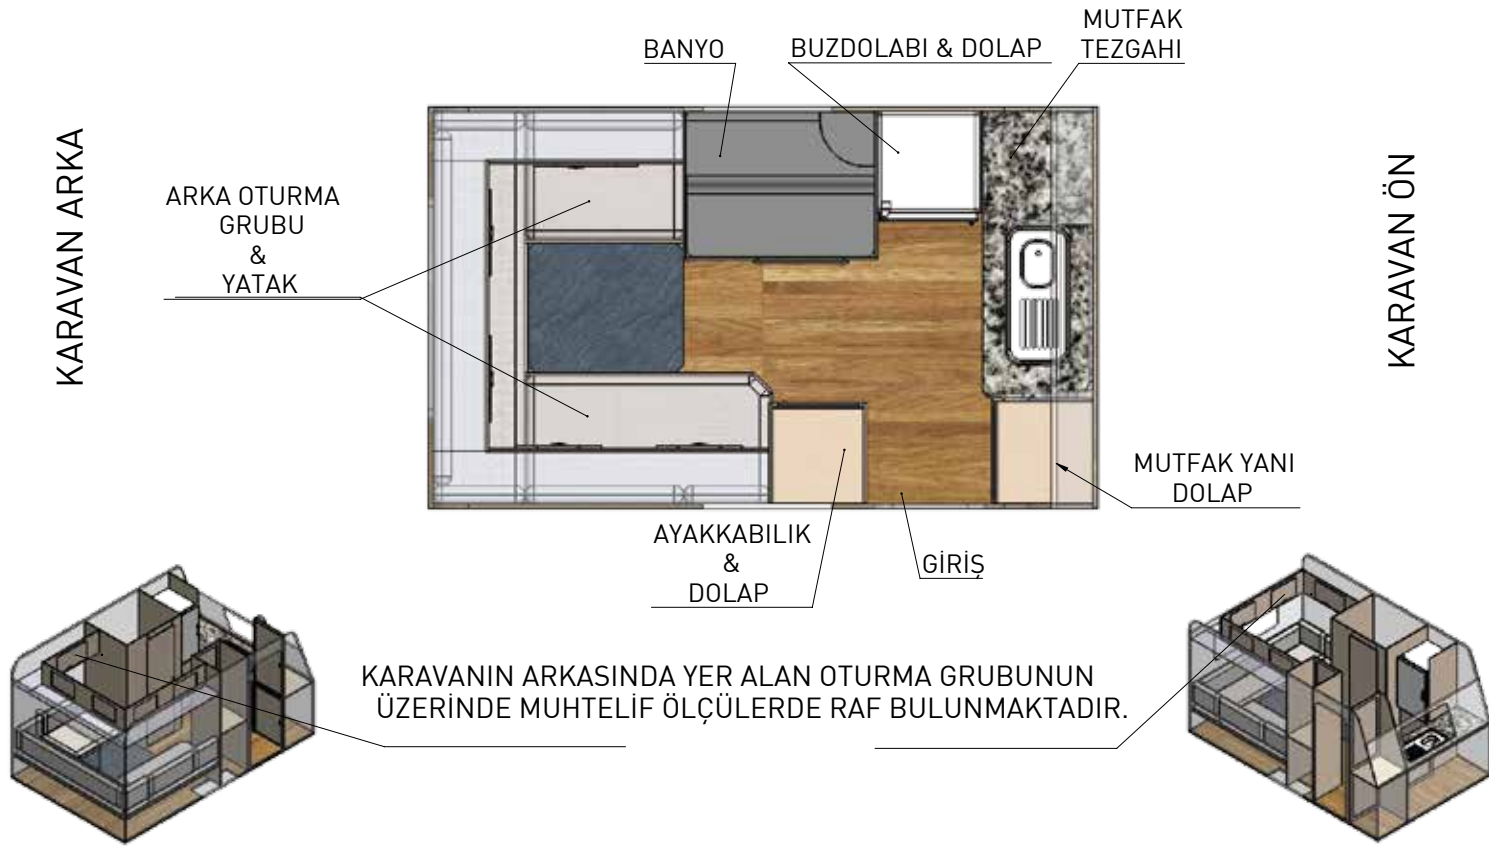 MUTFAK
TEZGAHI
BANYO
BUZDOLABI & DOLAP
KARAVAN ARKA
KARAVAN ÖN
ARKA OTURMA
GRUBU
&
YATAK
MUTFAK YANI
DOLAP
AYAKKABILIK
&
DOLAP
GİRİŞ
KARAVANIN ARKASINDA YER ALAN OTURMA GRUBUNUN
ÜZERİNDE MUHTELİF ÖLÇÜLERDE RAF BULUNMAKTADIR.